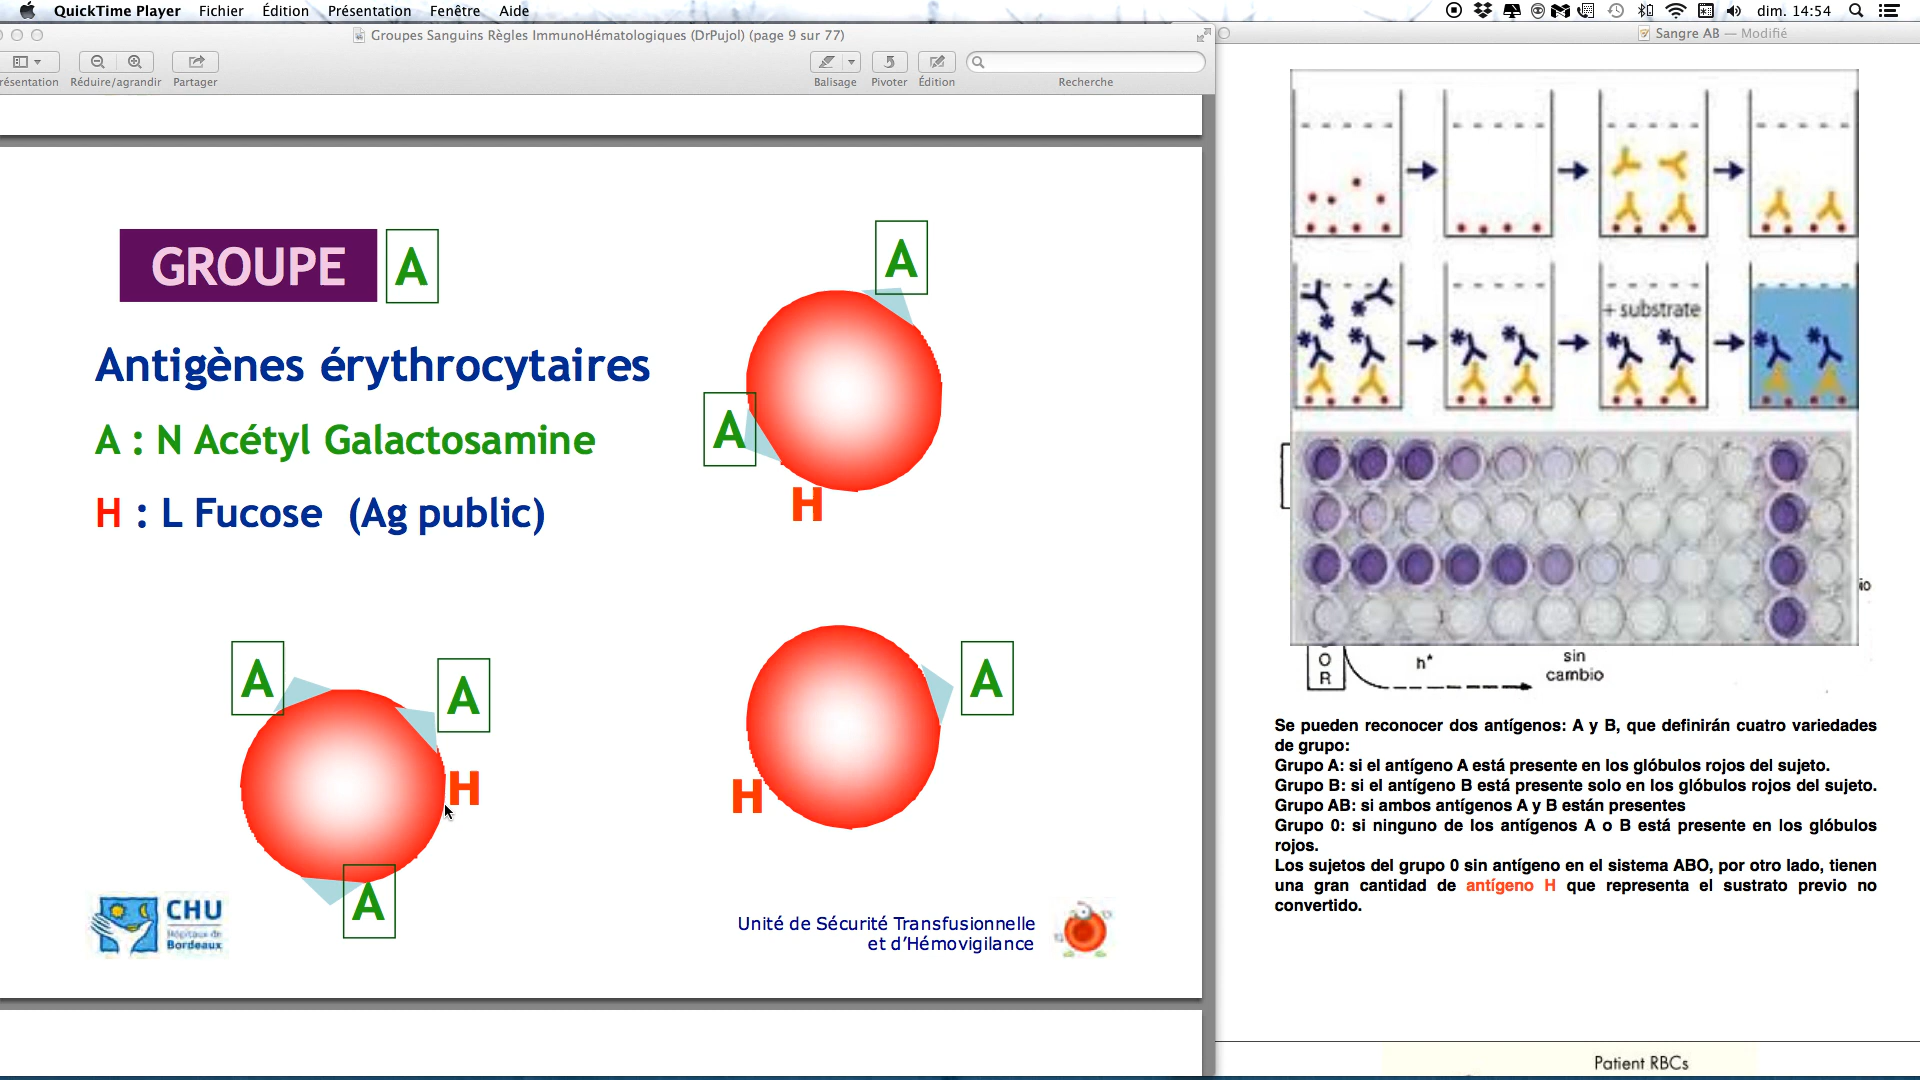 QuickTime Player Fichier Édition Présentation Fenêtre Aide
dim. 14:54
Groupes Sanguins Règles ImmunoHématologiques (DrPujol) (page 9 sur 77)
Sangre AB — Modifié
résentation Réduire/agrandir Partager Balisage Pivoter Édition Recherche
GROUPE A
Antigènes érythrocytaires
A : N Acétyl Galactosamine
H : L Fucose (Ag public)
A
A
H
A
A
H
A
A
H
CHU
Hôpitaux de
Bordeaux
Unité de Sécurité Transfusionnelle
et d'Hémovigilance
+ substrate
io
O
R
h*
sin
cambio
Se pueden reconocer dos antígenos: A y B, que definirán cuatro variedades
de grupo:
Grupo A: si el antígeno A está presente en los glóbulos rojos del sujeto.
Grupo B: si el antígeno B está presente solo en los glóbulos rojos del sujeto.
Grupo AB: si ambos antígenos A y B están presentes
Grupo 0: si ninguno de los antígenos A o B está presente en los glóbulos
rojos.
Los sujetos del grupo 0 sin antígeno en el sistema ABO, por otro lado, tienen
una gran cantidad de antígeno H que representa el sustrato previo no
convertido.
Patient RBCs